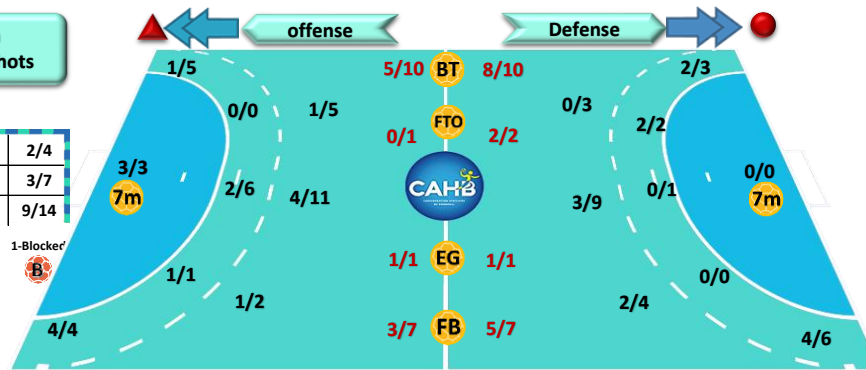 hots
offense
Defense
1/5
5/10 BT 8/10
2/3
0/0
1/5
0/3
0/1 FTO 2/2
2/2
2/4
3/7
9/14
3/3
7m
2/6
4/11
CAHB
3/9
0/1
0/0
7m
1-Blocked
B
1/1
1/1 EG 1/1
0/0
1/2
2/4
4/4
3/7 FB 5/7
4/6